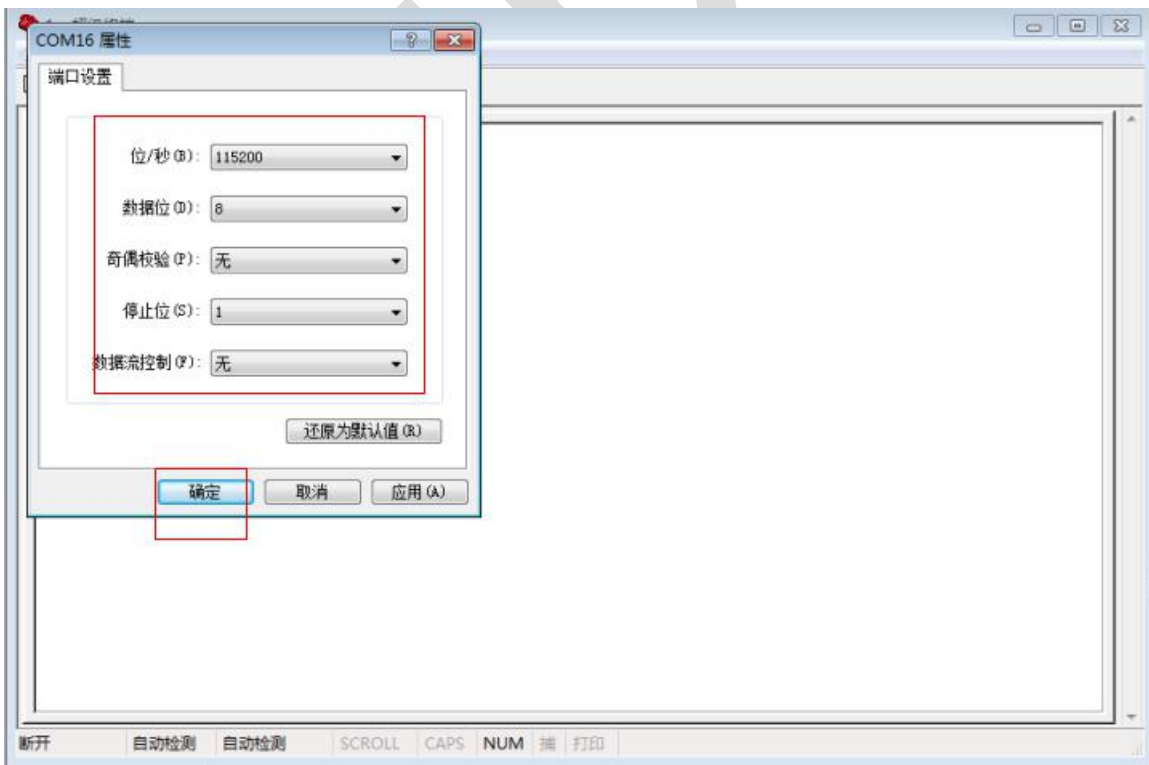 COM16 属性
端口设置
位/秒(B): 115200
数据位(D): 8
奇偶校验(P): 无
停止位(S): 1
数据流控制(F): 无
还原为默认值(R)
确定 取消 应用(A)
断开 自动检测 自动检测 SCROLL CAPS NUM 捕 打印